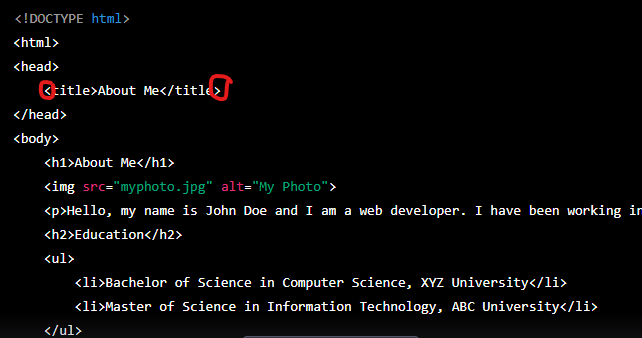 <!DOCTYPE html>
<html>
<head>
<title>About Me</title>
</head>
<body>
<h1>About Me</h1>
<img src="myphoto.jpg" alt="My Photo">
<p>Hello, my name is John Doe and I am a web developer. I have been working in
<h2>Education</h2>
<ul>
<li>Bachelor of Science in Computer Science, XYZ University</li>
<li>Master of Science in Information Technology, ABC University</li>
</ul>